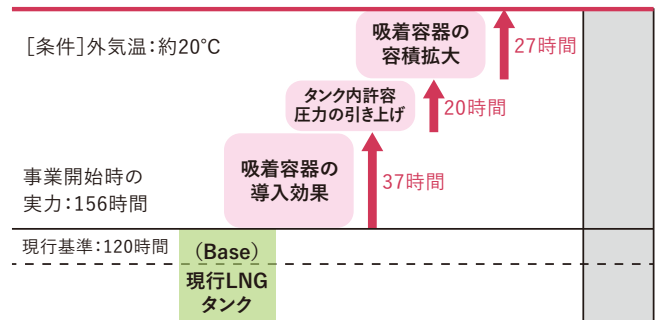 [条件]外気温：約20℃
吸着容器の
容積拡大
27時間
タンク内許容
圧力の引き上げ
20時間
吸着容器の
導入効果
37時間
事業開始時の
実力：156時間
現行基準：120時間
（Base）
現行LNG
タンク